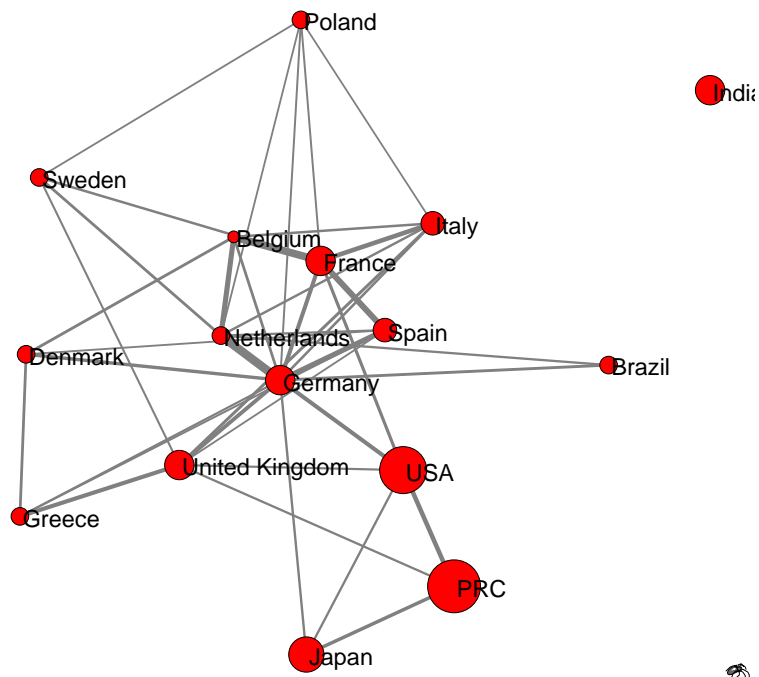 Poland
India
Sweden
Italy
Belgium
France
Spain
Netherlands
Denmark
Brazil
Germany
United Kingdom
USA
Greece
PRC
Japan